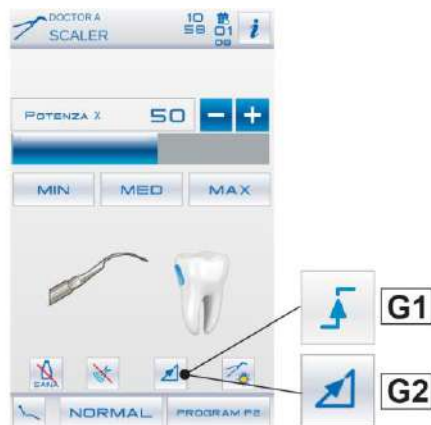 DOCTOR A
SCALER
10
58
01
08
i
POTENZA %
50
MIN MED MAX
CANA
G1
G2
NORMAL PROGRAM P2